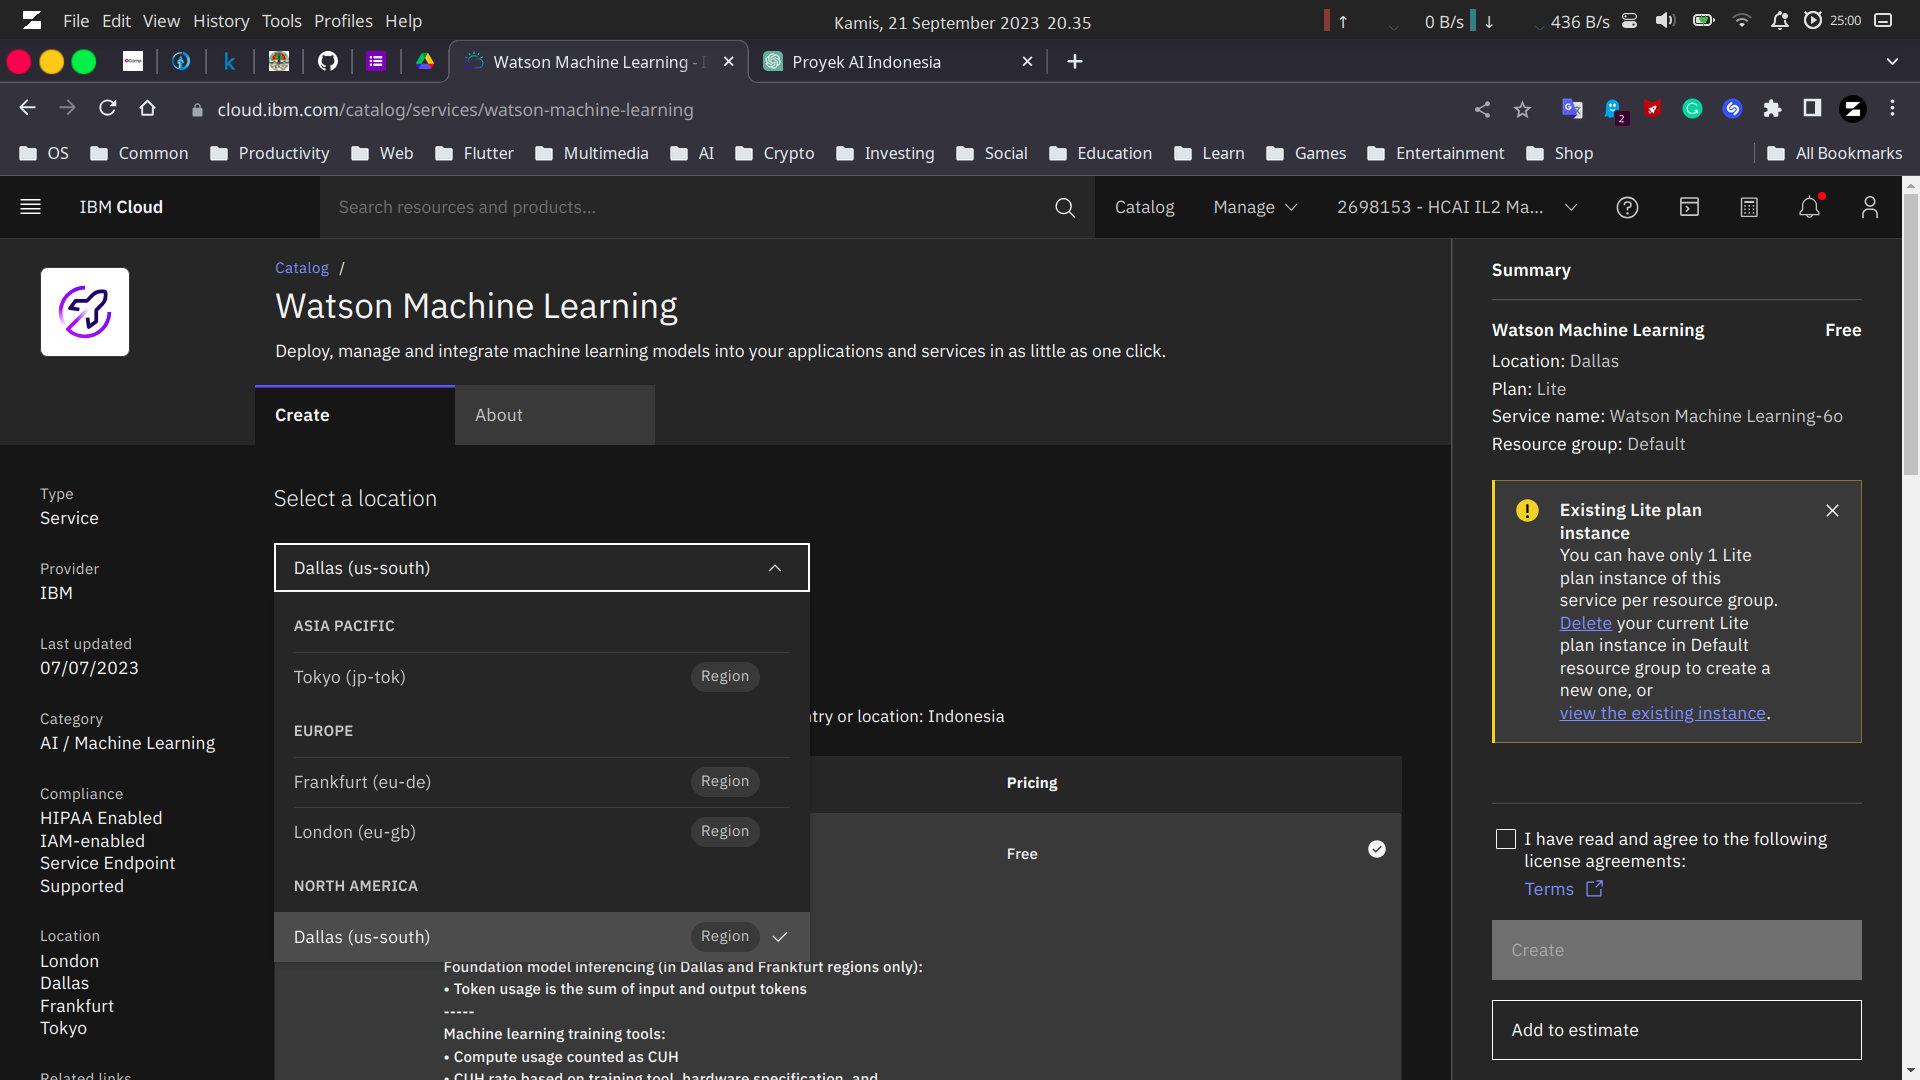 File Edit View History Tools Profiles Help
Kamis, 21 September 2023 20.35
↑ 0 B/s ↓ 436 B/s 25:00
Watson Machine Learning - I
Proyek AI Indonesia
cloud.ibm.com/catalog/services/watson-machine-learning
2
OS Common Productivity Web Flutter Multimedia AI Crypto Investing Social Education Learn Games Entertainment Shop All Bookmarks
IBM Cloud
Search resources and products...
Catalog Manage 2698153 - HCAI IL2 Ma...
Catalog /
Watson Machine Learning
Deploy, manage and integrate machine learning models into your applications and services in as little as one click.
Create
About
Type
Service
Provider
IBM
Last updated
07/07/2023
Category
AI / Machine Learning
Compliance
HIPAA Enabled
IAM-enabled
Service Endpoint
Supported
Location
London
Dallas
Frankfurt
Tokyo
Related links
Select a location
Dallas (us-south)
ASIA PACIFIC
Tokyo (jp-tok) Region
EUROPE
Frankfurt (eu-de) Region
London (eu-gb) Region
NORTH AMERICA
Dallas (us-south) Region
try or location: Indonesia
Pricing
Free
Foundation model inferencing (in Dallas and Frankfurt regions only):
• Token usage is the sum of input and output tokens
-----
Machine learning training tools:
• Compute usage counted as CUH
• CUH rate based on training tool, hardware specification, and
Summary
Watson Machine Learning Free
Location: Dallas
Plan: Lite
Service name: Watson Machine Learning-6o
Resource group: Default
Existing Lite plan
instance
You can have only 1 Lite
plan instance of this
service per resource group.
Delete your current Lite
plan instance in Default
resource group to create a
new one, or
view the existing instance.
I have read and agree to the following
license agreements:
Terms
Create
Add to estimate